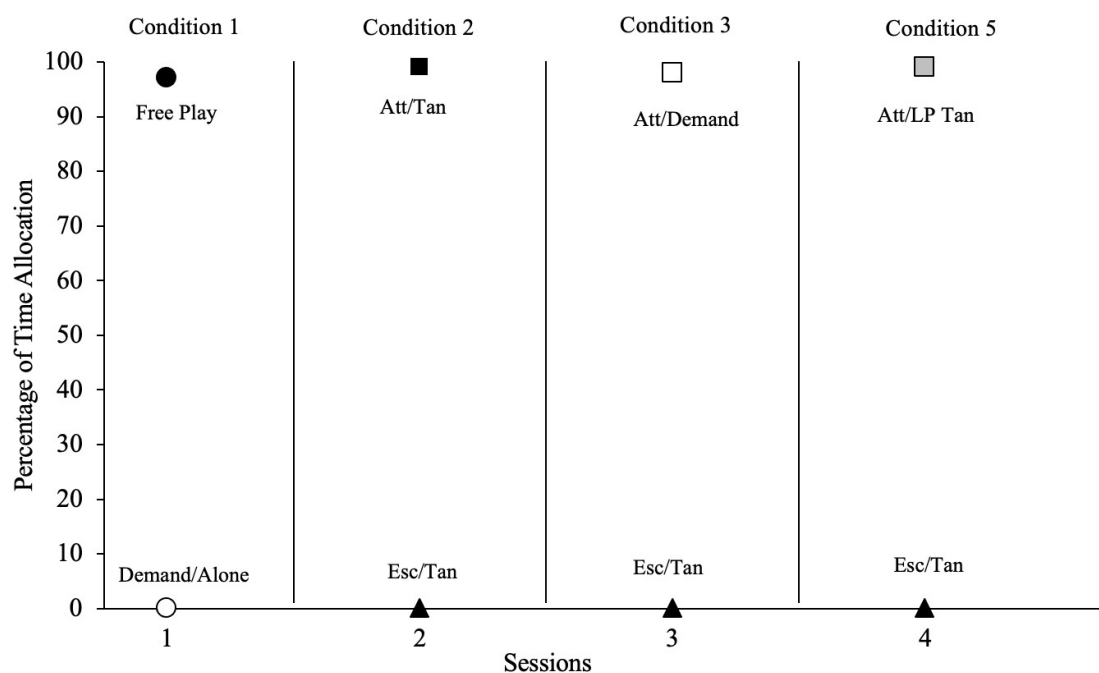 Condition 1
Condition 2
Condition 3
Condition 5
100
90
80
70
60
50
40
30
20
10
0
Percentage of Time Allocation
Free Play
Att/Tan
Att/Demand
Att/LP Tan
Demand/Alone
Esc/Tan
Esc/Tan
Esc/Tan
1
2
3
4
Sessions